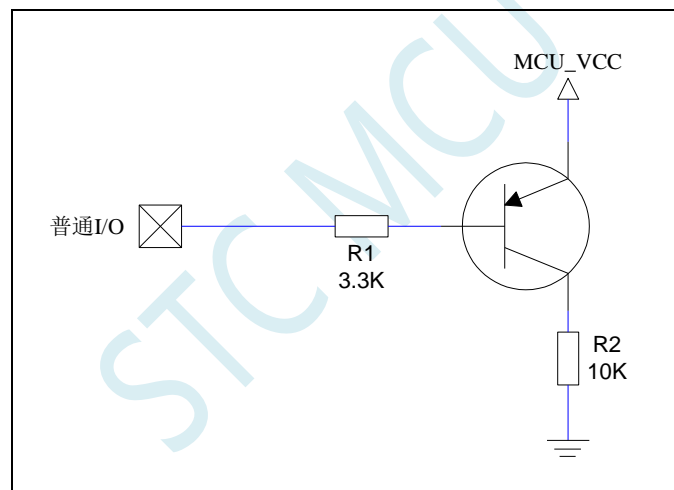 MCU_VCC
普通I/O
R1
3.3K
R2
10K
STC MCU